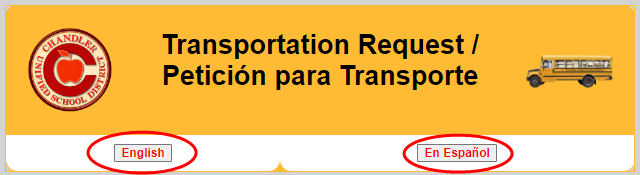 CHANDLER
UNIFIED SCHOOL DISTRICT
Transportation Request /
Petición para Transporte
English
En Español